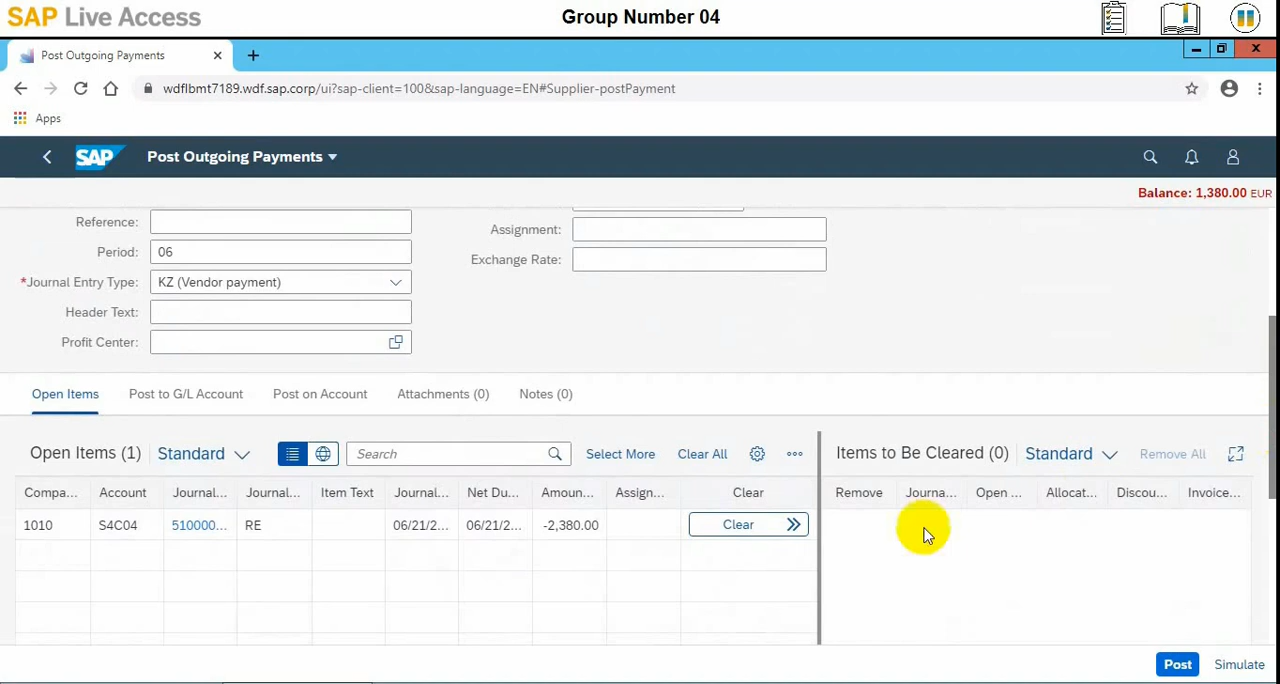 SAP Live Access
Group Number 04
Post Outgoing Payments
wdflbmt7189.wdf.sap.corp/ui?sap-client=100&sap-language=EN#Supplier-postPayment
Apps
SAP Post Outgoing Payments
Balance: 1,380.00 EUR
Reference:
Assignment:
Period: 06
Exchange Rate:
*Journal Entry Type: KZ (Vendor payment)
Header Text:
Profit Center:
Open Items Post to G/L Account Post on Account Attachments (0) Notes (0)
Open Items (1) Standard Search Select More Clear All Items to Be Cleared (0) Standard Remove All
Compa... Account Journal... Journal... Item Text Journal... Net Du... Amoun... Assign... Clear Remove Journa... Open ... Allocat... Discou... Invoice...
1010 S4C04 510000... RE 06/21/2... 06/21/2... -2,380.00 Clear
Post Simulate